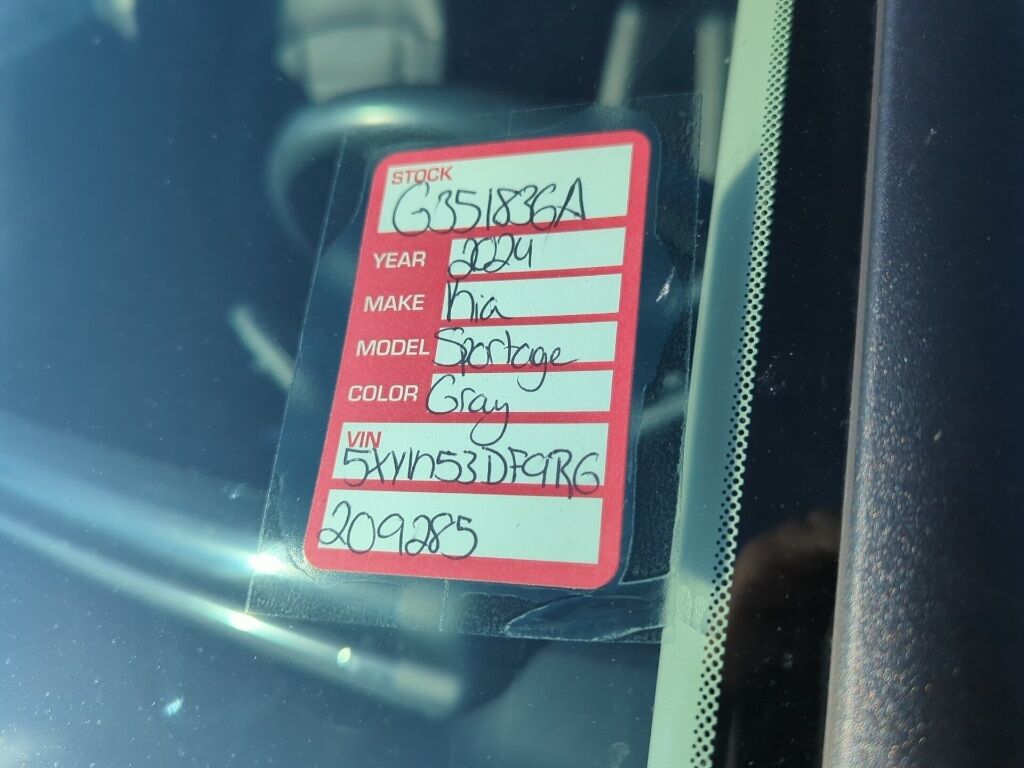 STOCK
G351836A
YEAR 2024
MAKE Kia
MODEL Sportage
COLOR Gray
VIN
5XYK53DF9RG
209285